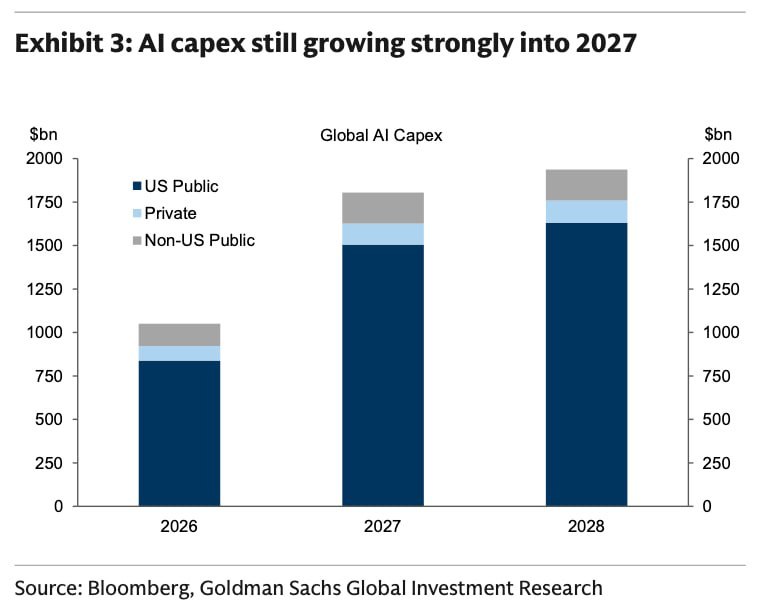 Exhibit 3: AI capex still growing strongly into 2027
$bn Global AI Capex $bn
2000 2000
US Public
1750 1750
Private
Non-US Public
1500 1500
1250 1250
1000 1000
750 750
500 500
250 250
0 0
2026 2027 2028
Source: Bloomberg, Goldman Sachs Global Investment Research